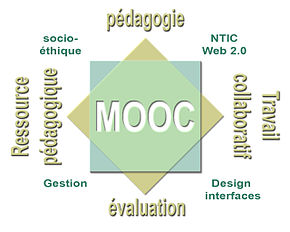 pédagogie
socio-
éthique
NTIC
Web 2.0
Ressource
pédagogique
MOOC
Travail
collaboratif
Gestion
Design
interfaces
évaluation